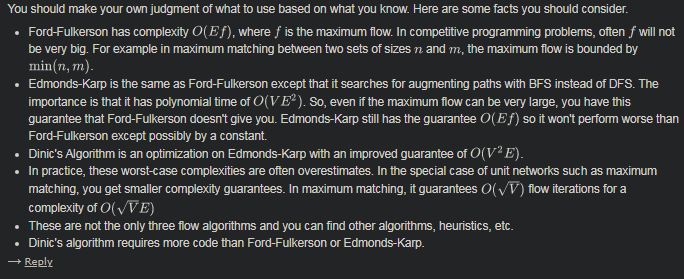 You should make your own judgment of what to use based on what you know. Here are some facts you should consider.
• Ford-Fulkerson has complexity O(Ef), where f is the maximum flow. In competitive programming problems, often f will not
be very big. For example in maximum matching between two sets of sizes n and m, the maximum flow is bounded by
min(n, m).
• Edmonds-Karp is the same as Ford-Fulkerson except that it searches for augmenting paths with BFS instead of DFS. The
importance is that it has polynomial time of O(VE²). So, even if the maximum flow can be very large, you have this
guarantee that Ford-Fulkerson doesn't give you. Edmonds-Karp still has the guarantee O(Ef) so it won't perform worse than
Ford-Fulkerson except possibly by a constant.
• Dinic's Algorithm is an optimization on Edmonds-Karp with an improved guarantee of O(V²E).
• In practice, these worst-case complexities are often overestimates. In the special case of unit networks such as maximum
matching, you get smaller complexity guarantees. In maximum matching, it guarantees O(√V) flow iterations for a
complexity of O(√VE)
• These are not the only three flow algorithms and you can find other algorithms, heuristics, etc.
• Dinic's algorithm requires more code than Ford-Fulkerson or Edmonds-Karp.
→ Reply